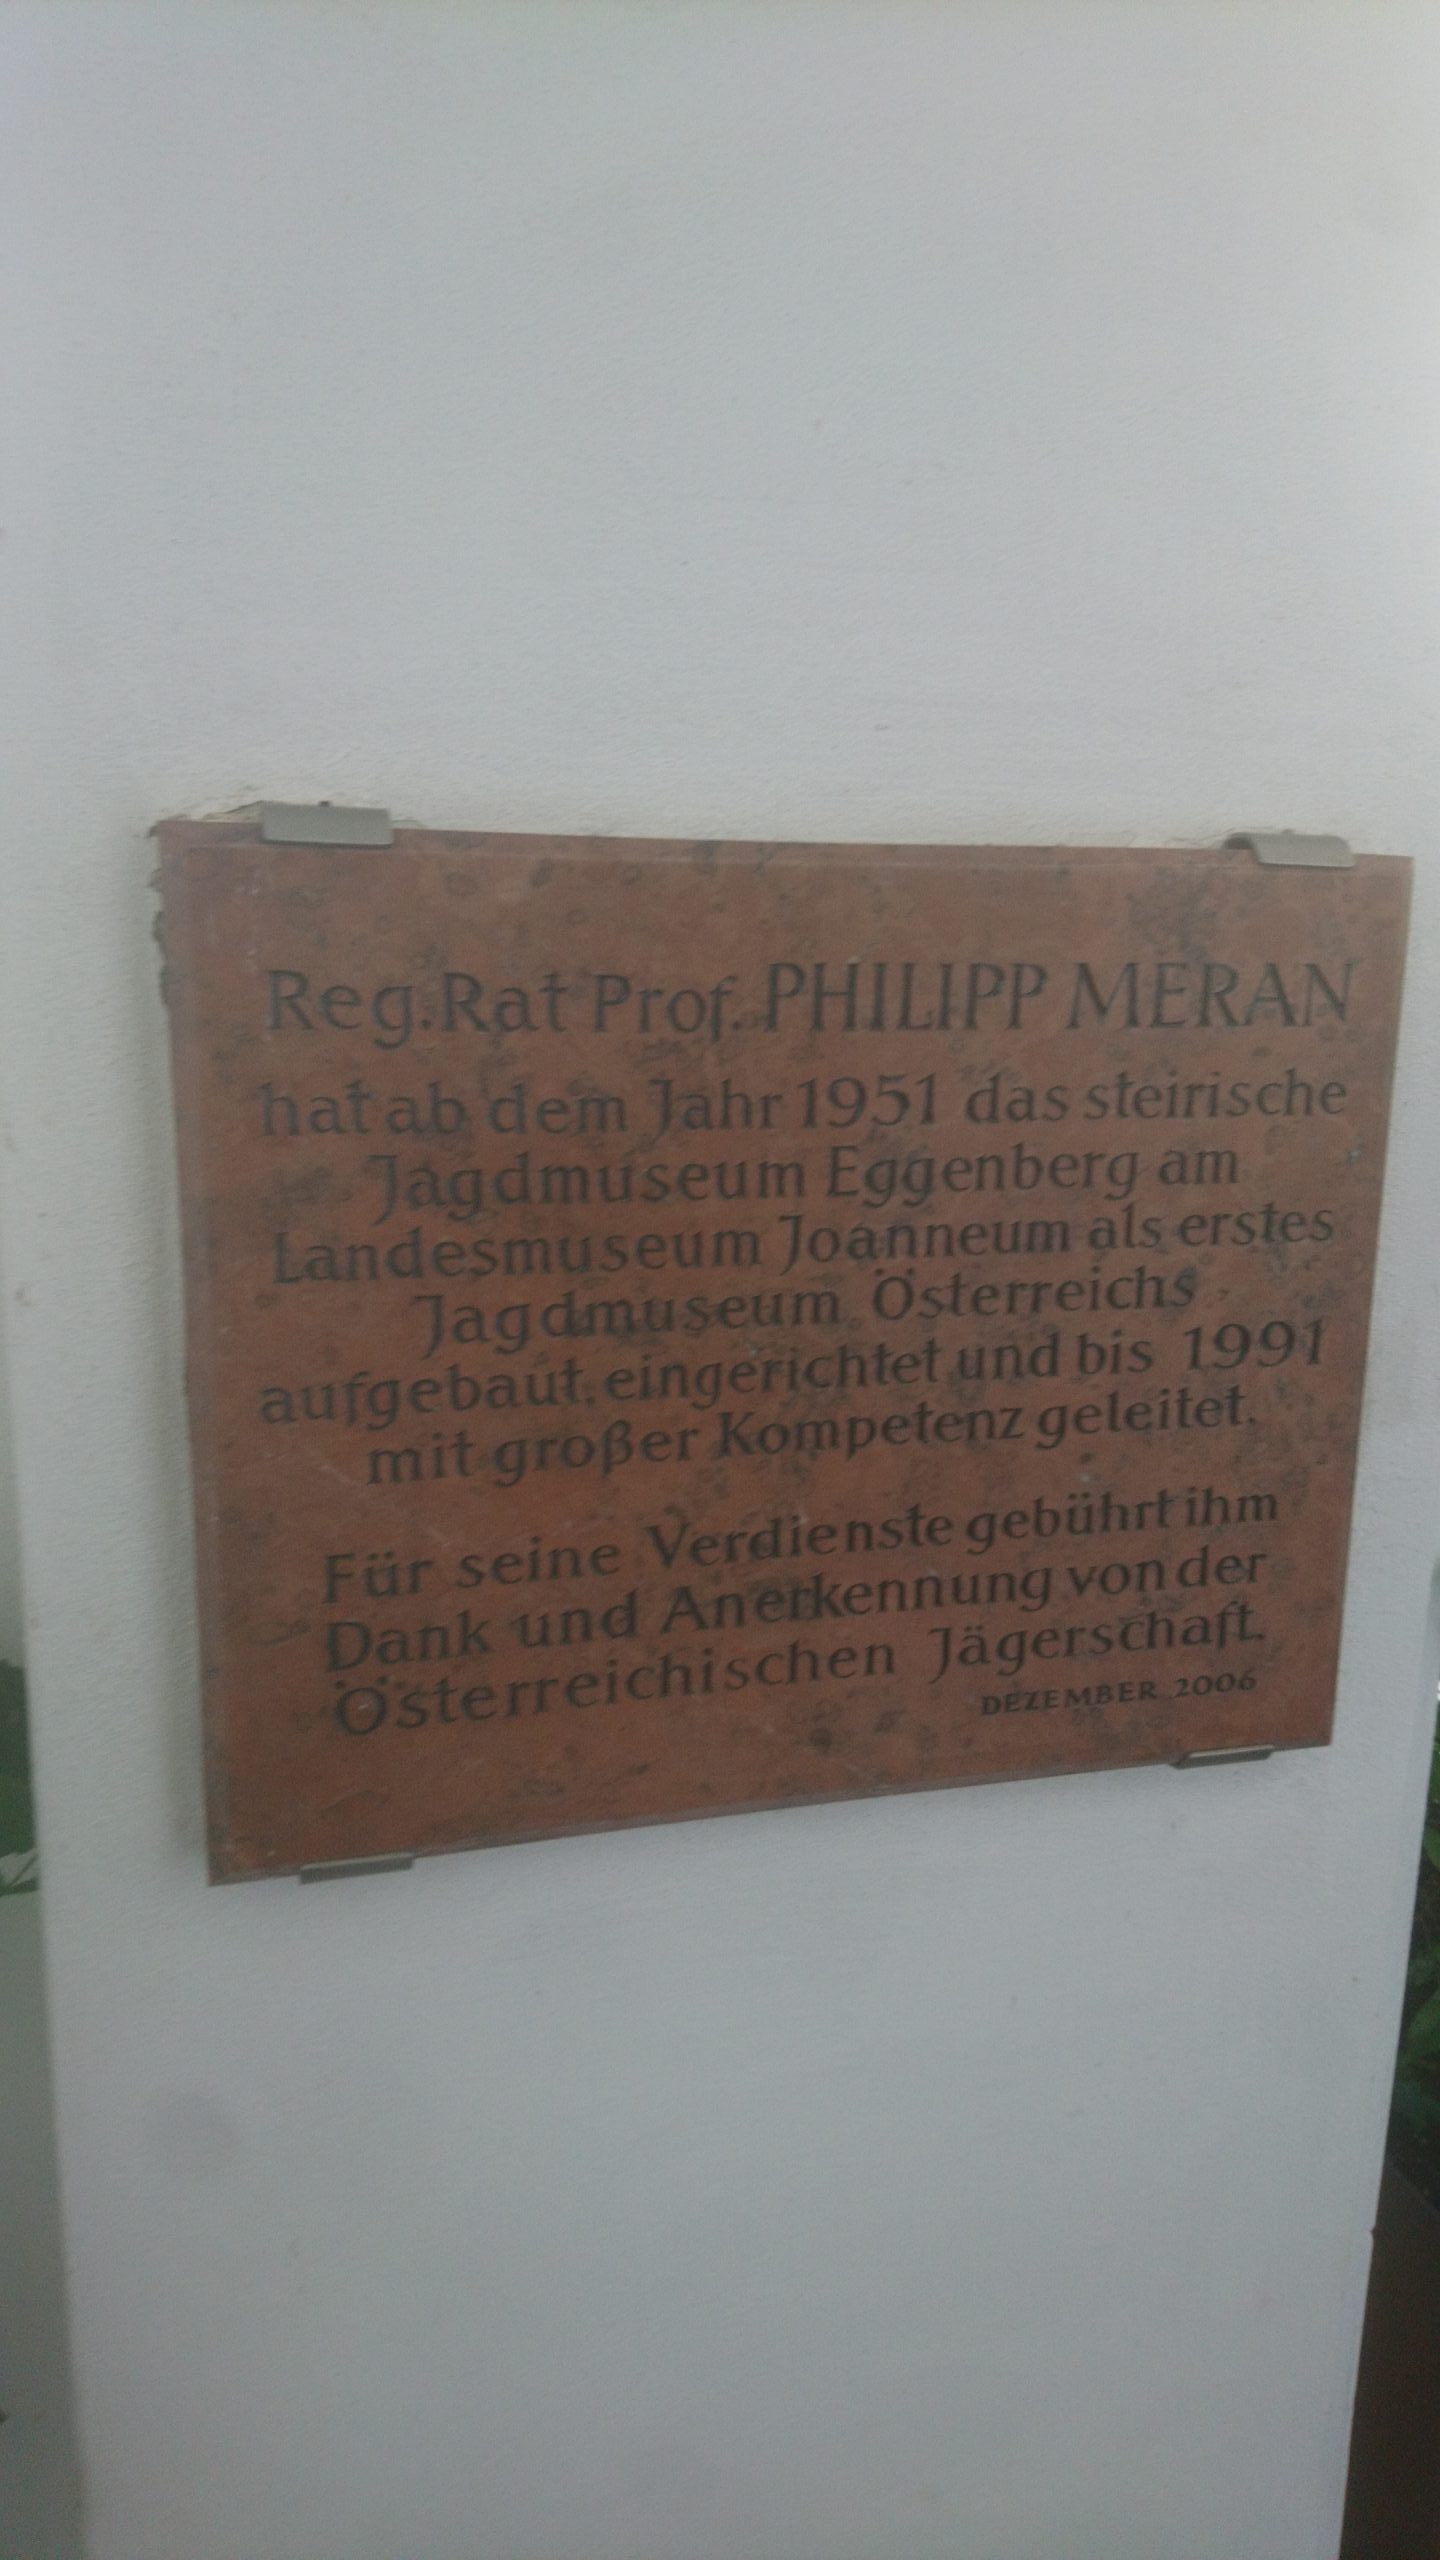 Reg.Rat Prof. PHILIPP MERAN
hat ab dem Jahr 1951 das steirische
Jagdmuseum Eggenberg am
Landesmuseum Joanneum als erstes
Jagdmuseum Österreichs
aufgebaut, eingerichtet und bis 1991
mit großer Kompetenz geleitet.
Für seine Verdienste gebührt ihm
Dank und Anerkennung von der
Österreichischen Jägerschaft.
DEZEMBER 2006